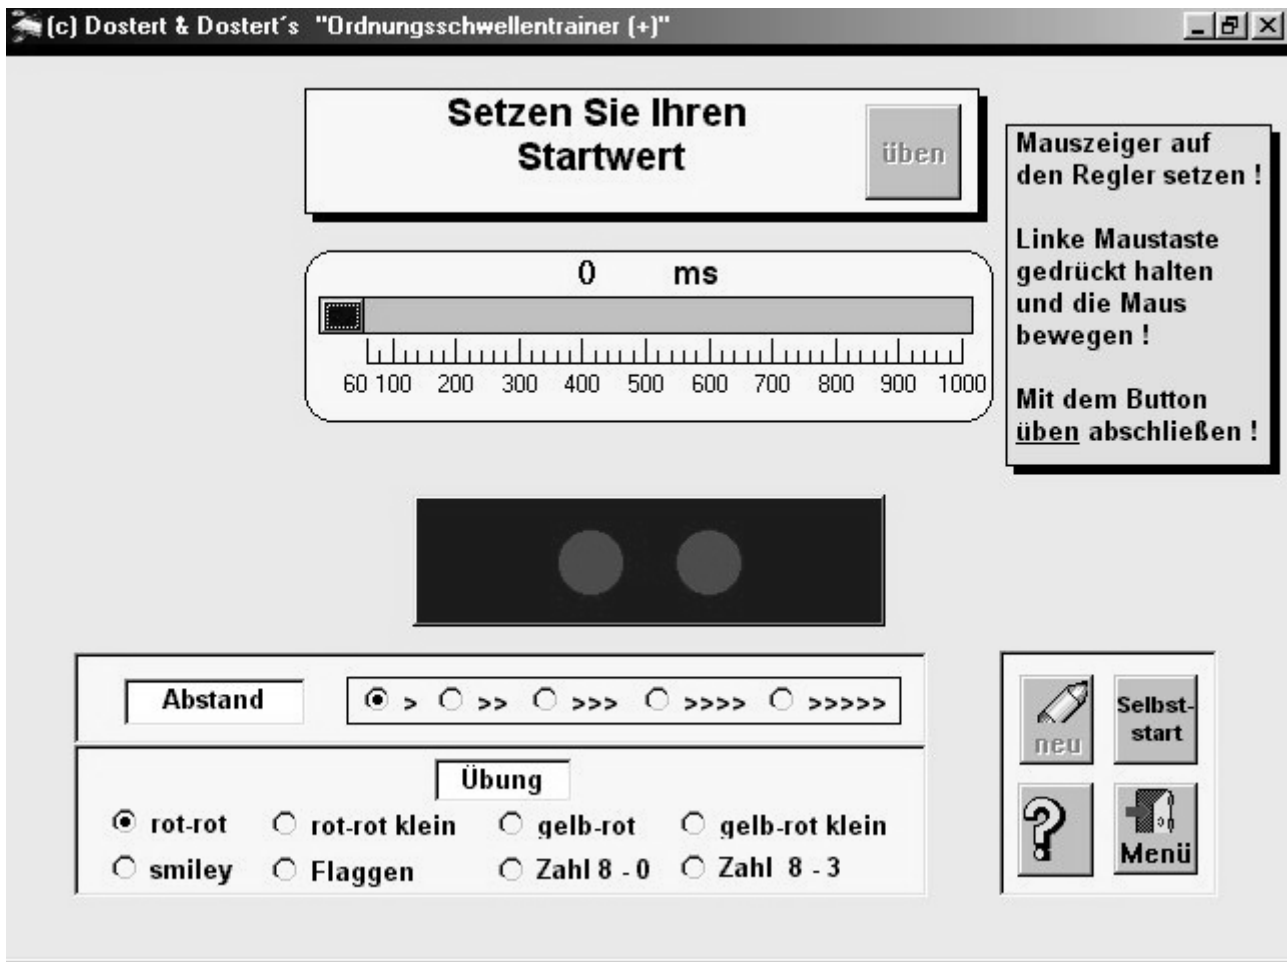 (c) Dostert & Dostert´s "Ordnungsschwellentrainer (+)"
Setzen Sie Ihren
Startwert
üben
Mauszeiger auf
den Regler setzen !
Linke Maustaste
gedrückt halten
und die Maus
bewegen !
Mit dem Button
üben abschließen !
0 ms
60 100 200 300 400 500 600 700 800 900 1000
Abstand
> >> >>> >>>> >>>>>
Übung
rot-rot rot-rot klein gelb-rot gelb-rot klein
smiley Flaggen Zahl 8 - 0 Zahl 8 - 3
neu
Selbst-
start
?
Menü